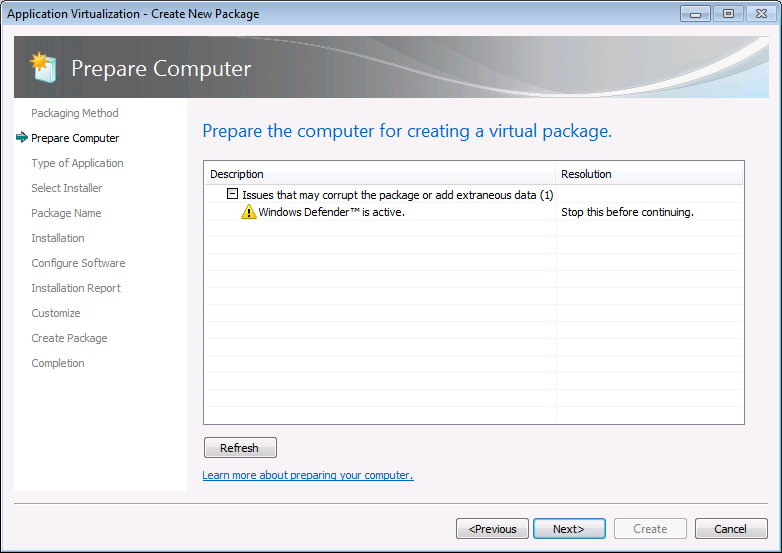 Application Virtualization - Create New Package
Prepare Computer
Packaging Method
Prepare Computer
Type of Application
Select Installer
Package Name
Installation
Configure Software
Installation Report
Customize
Create Package
Completion
Prepare the computer for creating a virtual package.
Description Resolution
Issues that may corrupt the package or add extraneous data (1)
Windows Defender™ is active. Stop this before continuing.
Refresh
Learn more about preparing your computer.
<Previous Next> Create Cancel